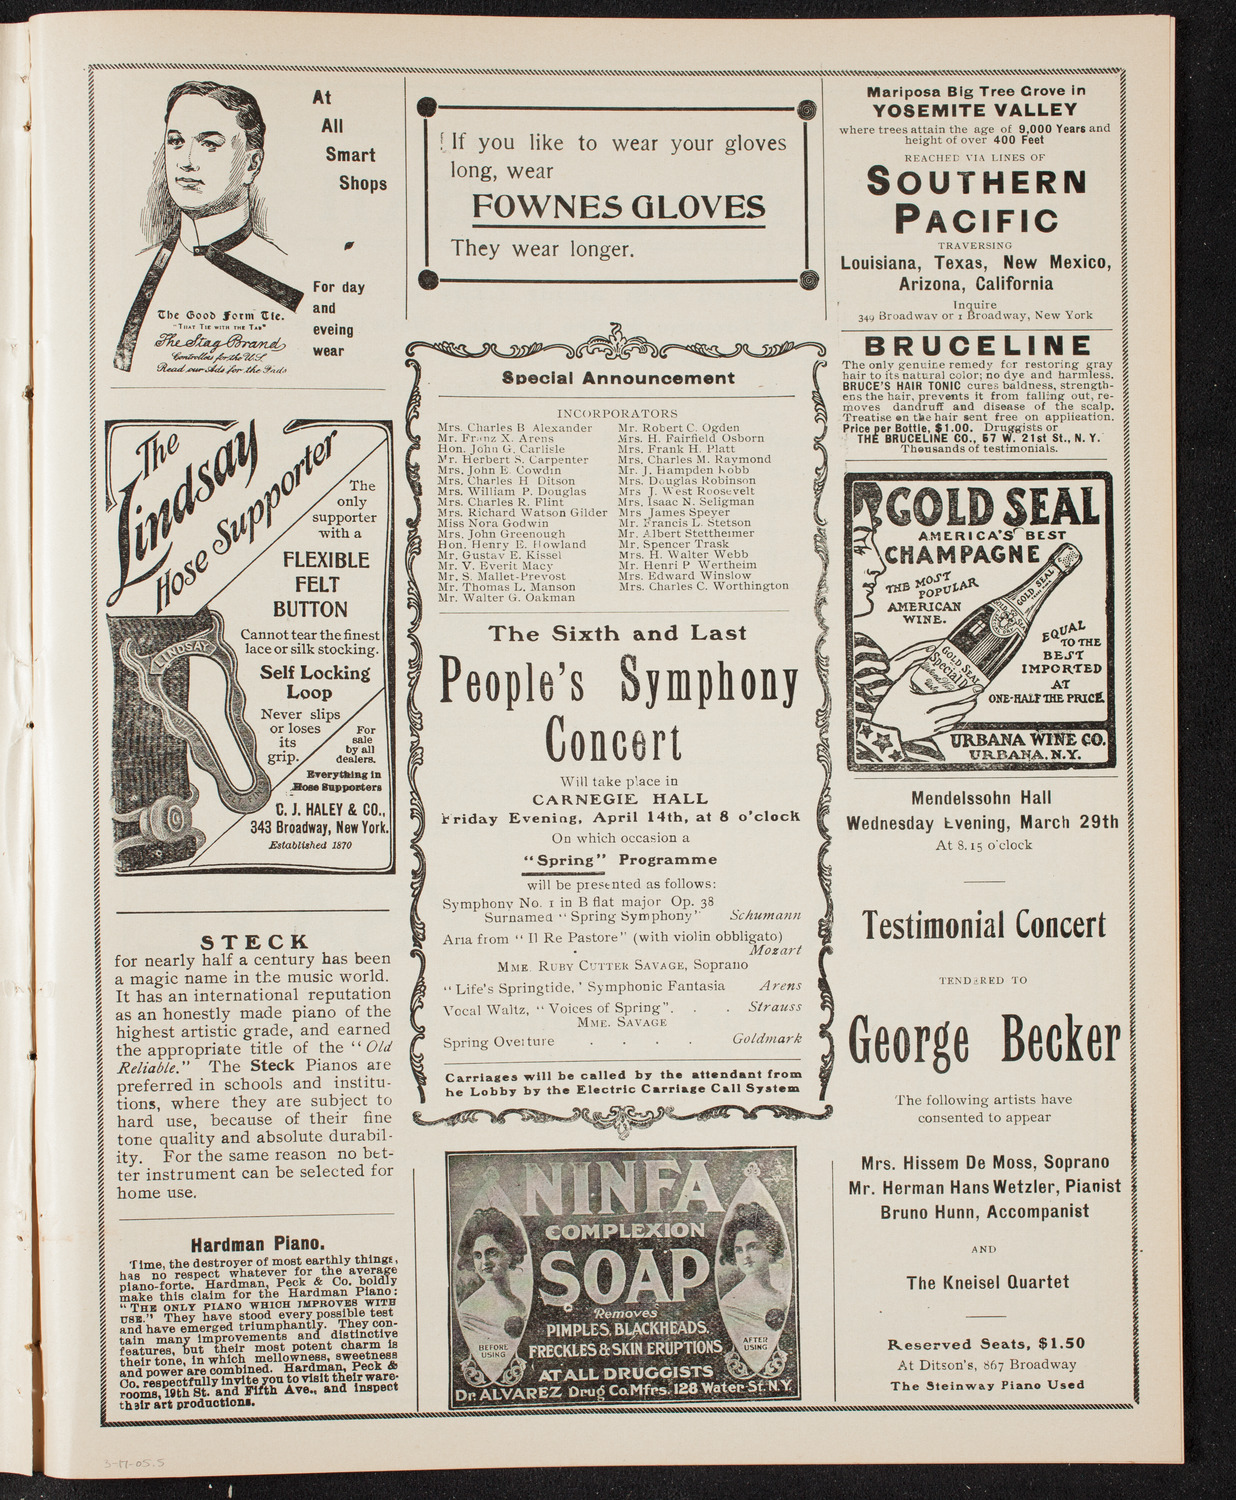 At
All
Smart
Shops
For day
and
eveing
wear
The Good Form Tie.
"THAT TIE WITH THE TAB"
The Stag Brand
Controllers for the U.S.
Read our Ads for the Fads
The
Lindsay
Hose Supporter
The
only
supporter
with a
FLEXIBLE
FELT
BUTTON
Cannot tear the finest
lace or silk stocking.
Self Locking
Loop
Never slips
or loses
its
grip.
For
sale
by all
dealers.
Everything in
Hose Supporters
LINDSAY
C. J. HALEY & CO.,
343 Broadway, New York.
Established 1870
STECK
for nearly half a century has been
a magic name in the music world.
It has an international reputation
as an honestly made piano of the
highest artistic grade, and earned
the appropriate title of the "Old
Reliable." The Steck Pianos are
preferred in schools and institu-
tions, where they are subject to
hard use, because of their fine
tone quality and absolute durabil-
ity. For the same reason no bet-
ter instrument can be selected for
home use.
Hardman Piano.
Time, the destroyer of most earthly things,
has no respect whatever for the average
piano-forte. Hardman, Peck & Co. boldly
make this claim for the Hardman Piano:
"THE ONLY PIANO WHICH IMPROVES WITH
USE." They have stood every possible test
and have emerged triumphantly. They con-
tain many improvements and distinctive
features, but their most potent charm is
their tone, in which mellowness, sweetness
and power are combined. Hardman, Peck &
Co. respectfully invite you to visit their ware-
rooms, 19th St. and Fifth Ave., and inspect
their art productions.
If you like to wear your gloves
long, wear
FOWNES GLOVES
They wear longer.
Special Announcement
INCORPORATORS
Mrs. Charles B Alexander
Mr. Franz X. Arens
Hon. John G. Carlisle
Mr. Herbert S. Carpenter
Mrs. John E. Cowdin
Mrs. Charles H Ditson
Mrs. William P. Douglas
Mrs. Charles R. Flint
Mrs. Richard Watson Gilder
Miss Nora Godwin
Mrs. John Greenough
Hon. Henry E. Howland
Mr. Gustav E. Kissel
Mr. V. Everit Macy
Mr. S. Mallet-Prevost
Mr. Thomas L. Manson
Mr. Walter G. Oakman
Mr. Robert C. Ogden
Mrs. H. Fairfield Osborn
Mrs. Frank H. Platt
Mrs. Charles M. Raymond
Mr. J. Hampden Robb
Mrs. Douglas Robinson
Mrs J. West Roosevelt
Mrs. Isaac N. Seligman
Mrs James Speyer
Mr. Francis L. Stetson
Mr. Albert Stettheimer
Mr. Spencer Trask
Mrs. H. Walter Webb
Mr. Henri P Wertheim
Mrs. Edward Winslow
Mrs. Charles C. Worthington
The Sixth and Last
People's Symphony
Concert
Will take place in
CARNEGIE HALL
Friday Evening, April 14th, at 8 o'clock
On which occasion a
"Spring" Programme
will be presented as follows:
Symphony No. 1 in B flat major Op. 38
Surnamed "Spring Symphony" Schumann
Aria from "Il Re Pastore" (with violin obbligato)
Mozart
MME. RUBY CUTTER SAVAGE, Soprano
"Life's Springtide,' Symphonic Fantasia Arens
Vocal Waltz, "Voices of Spring". . . Strauss
MME. SAVAGE
Spring Overture . . . . Goldmark
Carriages will be called by the attendant from
he Lobby by the Electric Carriage Call System
NINFA
COMPLEXION
SOAP
Removes
PIMPLES, BLACKHEADS,
FRECKLES & SKIN ERUPTIONS
BEFORE
USING
AFTER
USING
AT ALL DRUGGISTS
Dr. ALVAREZ Drug Co. Mfrs. 128 Water St. N.Y.
Mariposa Big Tree Grove in
YOSEMITE VALLEY
where trees attain the age of 9,000 Years and
height of over 400 Feet
REACHED VIA LINES OF
SOUTHERN
PACIFIC
TRAVERSING
Louisiana, Texas, New Mexico,
Arizona, California
Inquire
349 Broadway or 1 Broadway, New York
BRUCELINE
The only genuine remedy for restoring gray
hair to its natural color; no dye and harmless.
BRUCE'S HAIR TONIC cures baldness, strength-
ens the hair, prevents it from falling out, re-
moves dandruff and disease of the scalp.
Treatise on the hair sent free on application.
Price per Bottle, $1.00. Druggists or
THE BRUCELINE CO., 57 W. 21st St., N. Y.
Thousands of testimonials.
GOLD SEAL
AMERICA'S BEST
CHAMPAGNE
THE MOST
POPULAR
AMERICAN
WINE.
GOLD SEAL
GOLD SEAL
Special Dry
EQUAL
TO THE
BEST
IMPORTED
AT
ONE-HALF THE PRICE
URBANA WINE CO.
URBANA, N.Y.
Mendelssohn Hall
Wednesday Evening, March 29th
At 8.15 o'clock
Testimonial Concert
TENDERED TO
George Becker
The following artists have
consented to appear
Mrs. Hissem De Moss, Soprano
Mr. Herman Hans Wetzler, Pianist
Bruno Hunn, Accompanist
AND
The Kneisel Quartet
Reserved Seats, $1.50
At Ditson's, 867 Broadway
The Steinway Piano Used
3-17-05.5